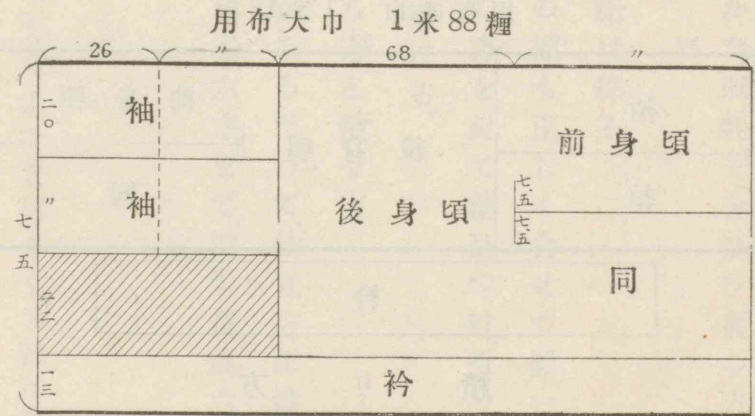 用布大巾 1米88糎
26 〃 68 〃
二〇 袖
〃 袖
七五
二二
一三
後身頃
前身頃
七.五
七.五
同
衿